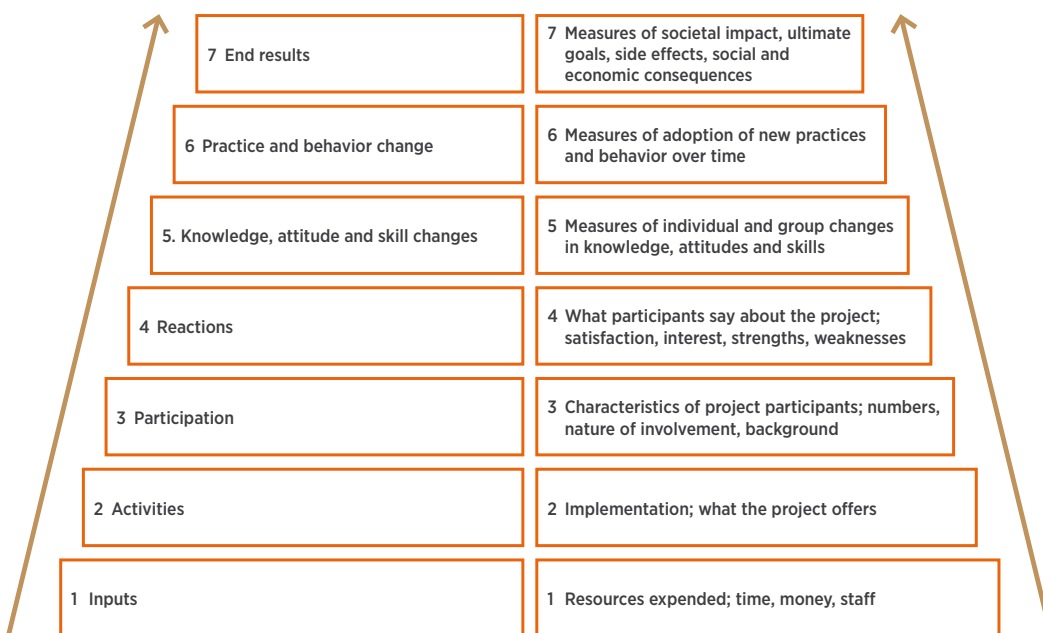 7 End results
7 Measures of societal impact, ultimate
goals, side effects, social and
economic consequences
6 Practice and behavior change
6 Measures of adoption of new practices
and behavior over time
5. Knowledge, attitude and skill changes
5 Measures of individual and group changes
in knowledge, attitudes and skills
4 Reactions
4 What participants say about the project;
satisfaction, interest, strengths, weaknesses
3 Participation
3 Characteristics of project participants; numbers,
nature of involvement, background
2 Activities
2 Implementation; what the project offers
1 Inputs
1 Resources expended; time, money, staff